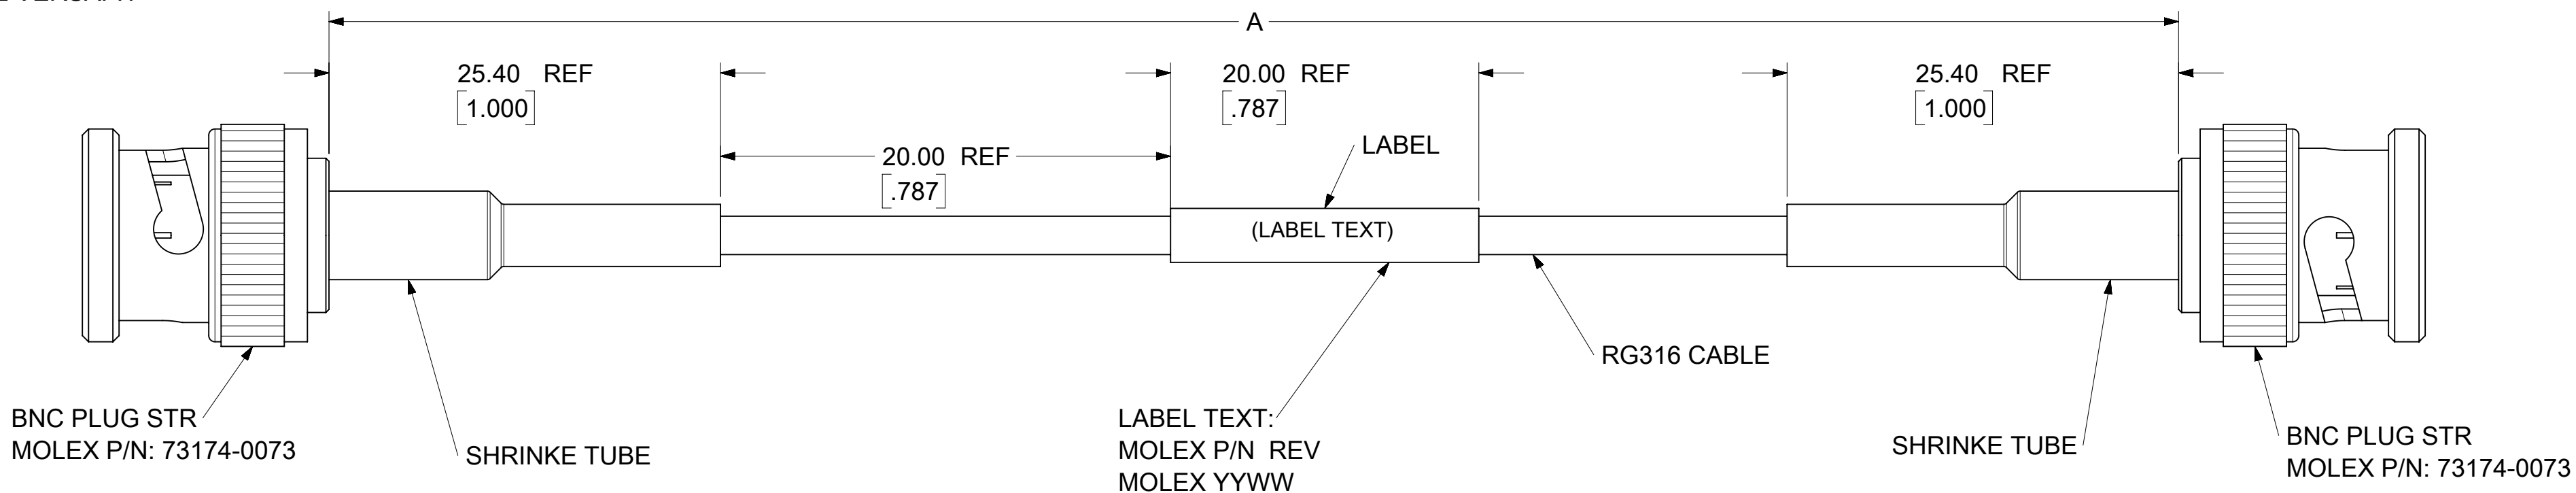 A
25.40 REF
[1.000]
20.00 REF
[.787]
25.40 REF
[1.000]
20.00 REF
[.787]
LABEL
(LABEL TEXT)
RG316 CABLE
BNC PLUG STR
MOLEX P/N: 73174-0073
SHRINKE TUBE
LABEL TEXT:
MOLEX P/N REV
MOLEX YYWW
SHRINKE TUBE
BNC PLUG STR
MOLEX P/N: 73174-0073